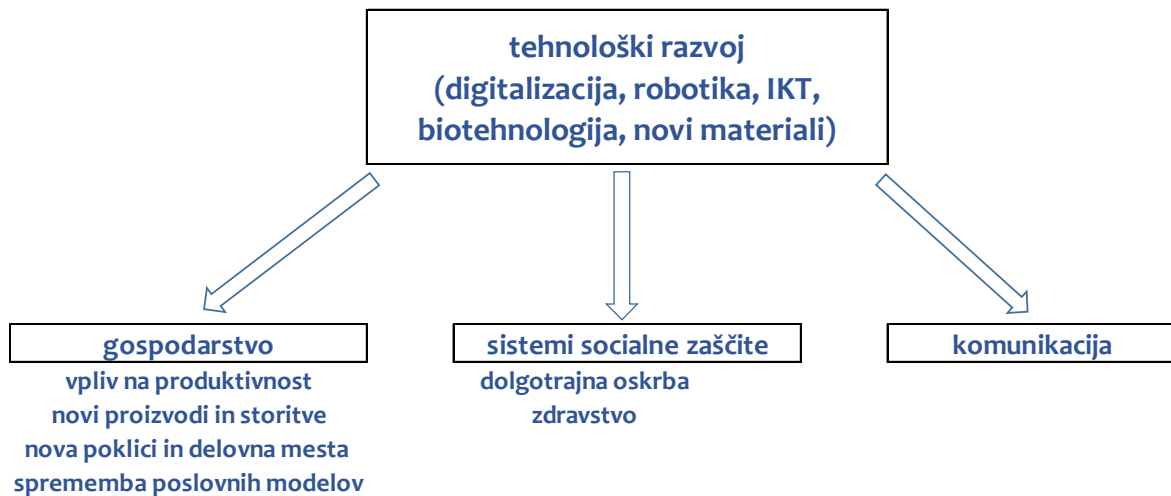 tehnološki razvoj
(digitalizacija, robotika, IKT,
biotehnologija, novi materiali)
gospodarstvo
vpliv na produktivnost
novi proizvodi in storitve
nova poklici in delovna mesta
sprememba poslovnih modelov
sistemi socialne zaščite
dolgotrajna oskrba
zdravstvo
komunikacija